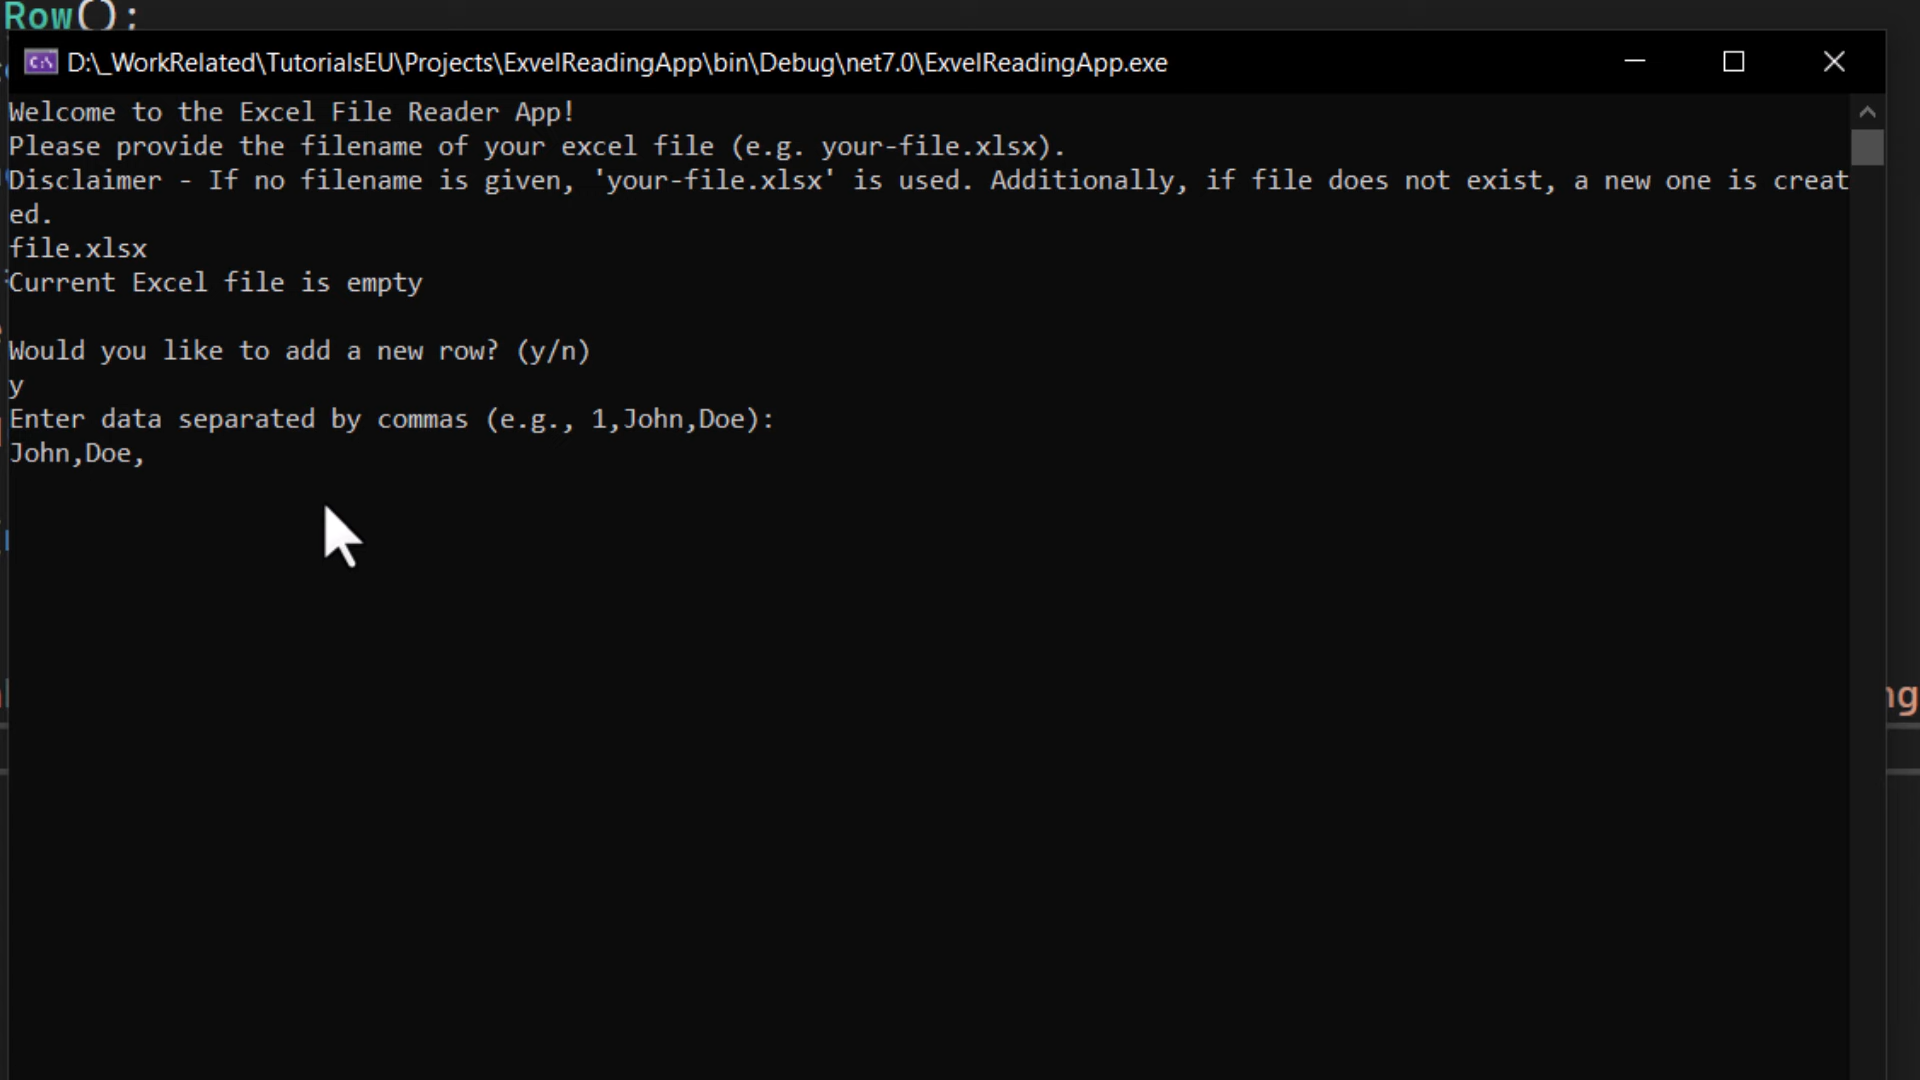 Row();
D:\_WorkRelated\TutorialsEU\Projects\ExvelReadingApp\bin\Debug\net7.0\ExvelReadingApp.exe
Welcome to the Excel File Reader App!
Please provide the filename of your excel file (e.g. your-file.xlsx).
Disclaimer - If no filename is given, 'your-file.xlsx' is used. Additionally, if file does not exist, a new one is creat
ed.
file.xlsx
Current Excel file is empty
Would you like to add a new row? (y/n)
y
Enter data separated by commas (e.g., 1,John,Doe):
John,Doe,
ng